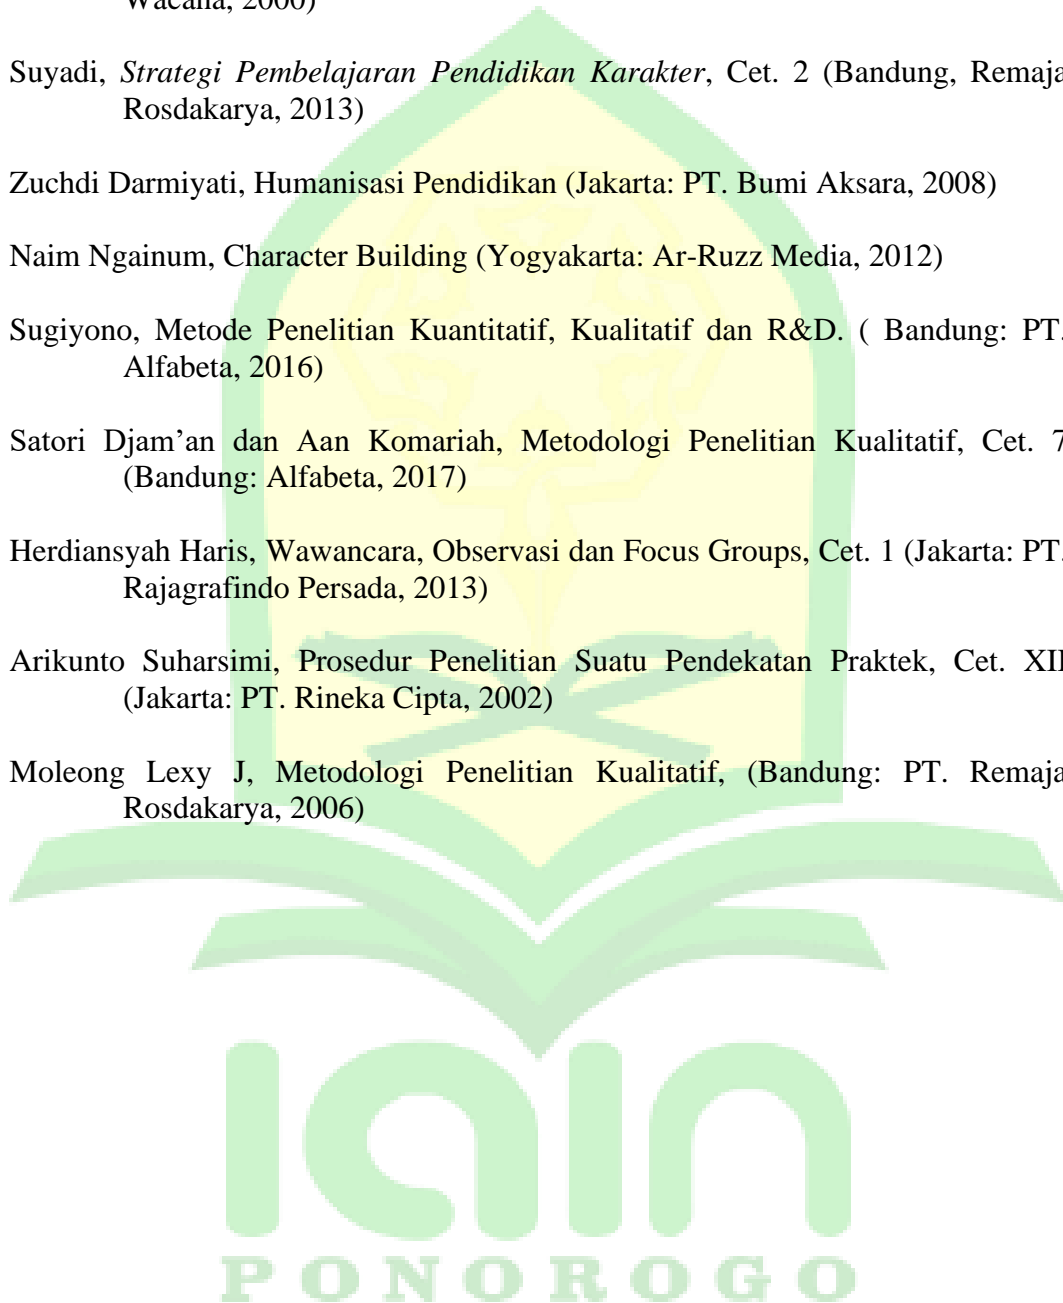 Wacana, 2000)
Suyadi, Strategi Pembelajaran Pendidikan Karakter, Cet. 2 (Bandung, Remaja
Rosdakarya, 2013)
Zuchdi Darmiyati, Humanisasi Pendidikan (Jakarta: PT. Bumi Aksara, 2008)
Naim Ngainum, Character Building (Yogyakarta: Ar-Ruzz Media, 2012)
Sugiyono, Metode Penelitian Kuantitatif, Kualitatif dan R&D. ( Bandung: PT.
Alfabeta, 2016)
Satori Djam’an dan Aan Komariah, Metodologi Penelitian Kualitatif, Cet. 7
(Bandung: Alfabeta, 2017)
Herdiansyah Haris, Wawancara, Observasi dan Focus Groups, Cet. 1 (Jakarta: PT.
Rajagrafindo Persada, 2013)
Arikunto Suharsimi, Prosedur Penelitian Suatu Pendekatan Praktek, Cet. XII
(Jakarta: PT. Rineka Cipta, 2002)
Moleong Lexy J, Metodologi Penelitian Kualitatif, (Bandung: PT. Remaja
Rosdakarya, 2006)
iain
PONOROGO